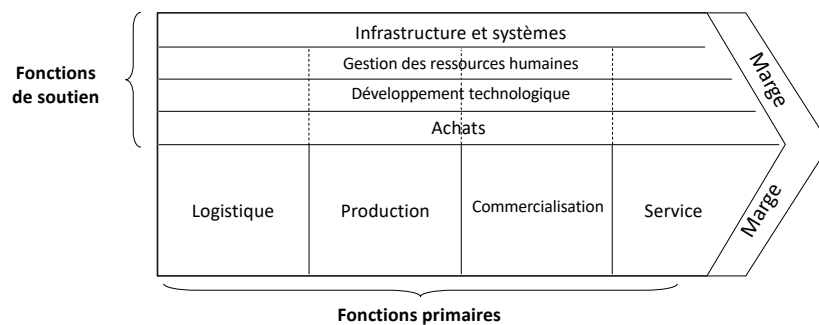 Infrastructure et systèmes
Gestion des ressources humaines
Fonctions
de soutien
Développement technologique
Achats
Marge
Logistique
Production
Commercialisation
Service
Marge
Fonctions primaires